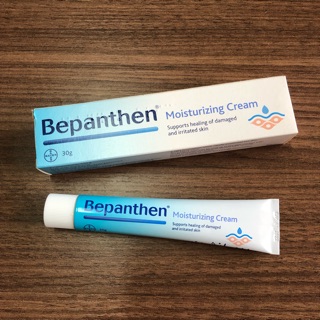 Bepanthen®
Moisturizing Cream
Supports healing of damaged
and irritated skin
BAYER
30g
Bepanthen®
Moisturizing Cream
Supports healing of damaged
and irritated skin